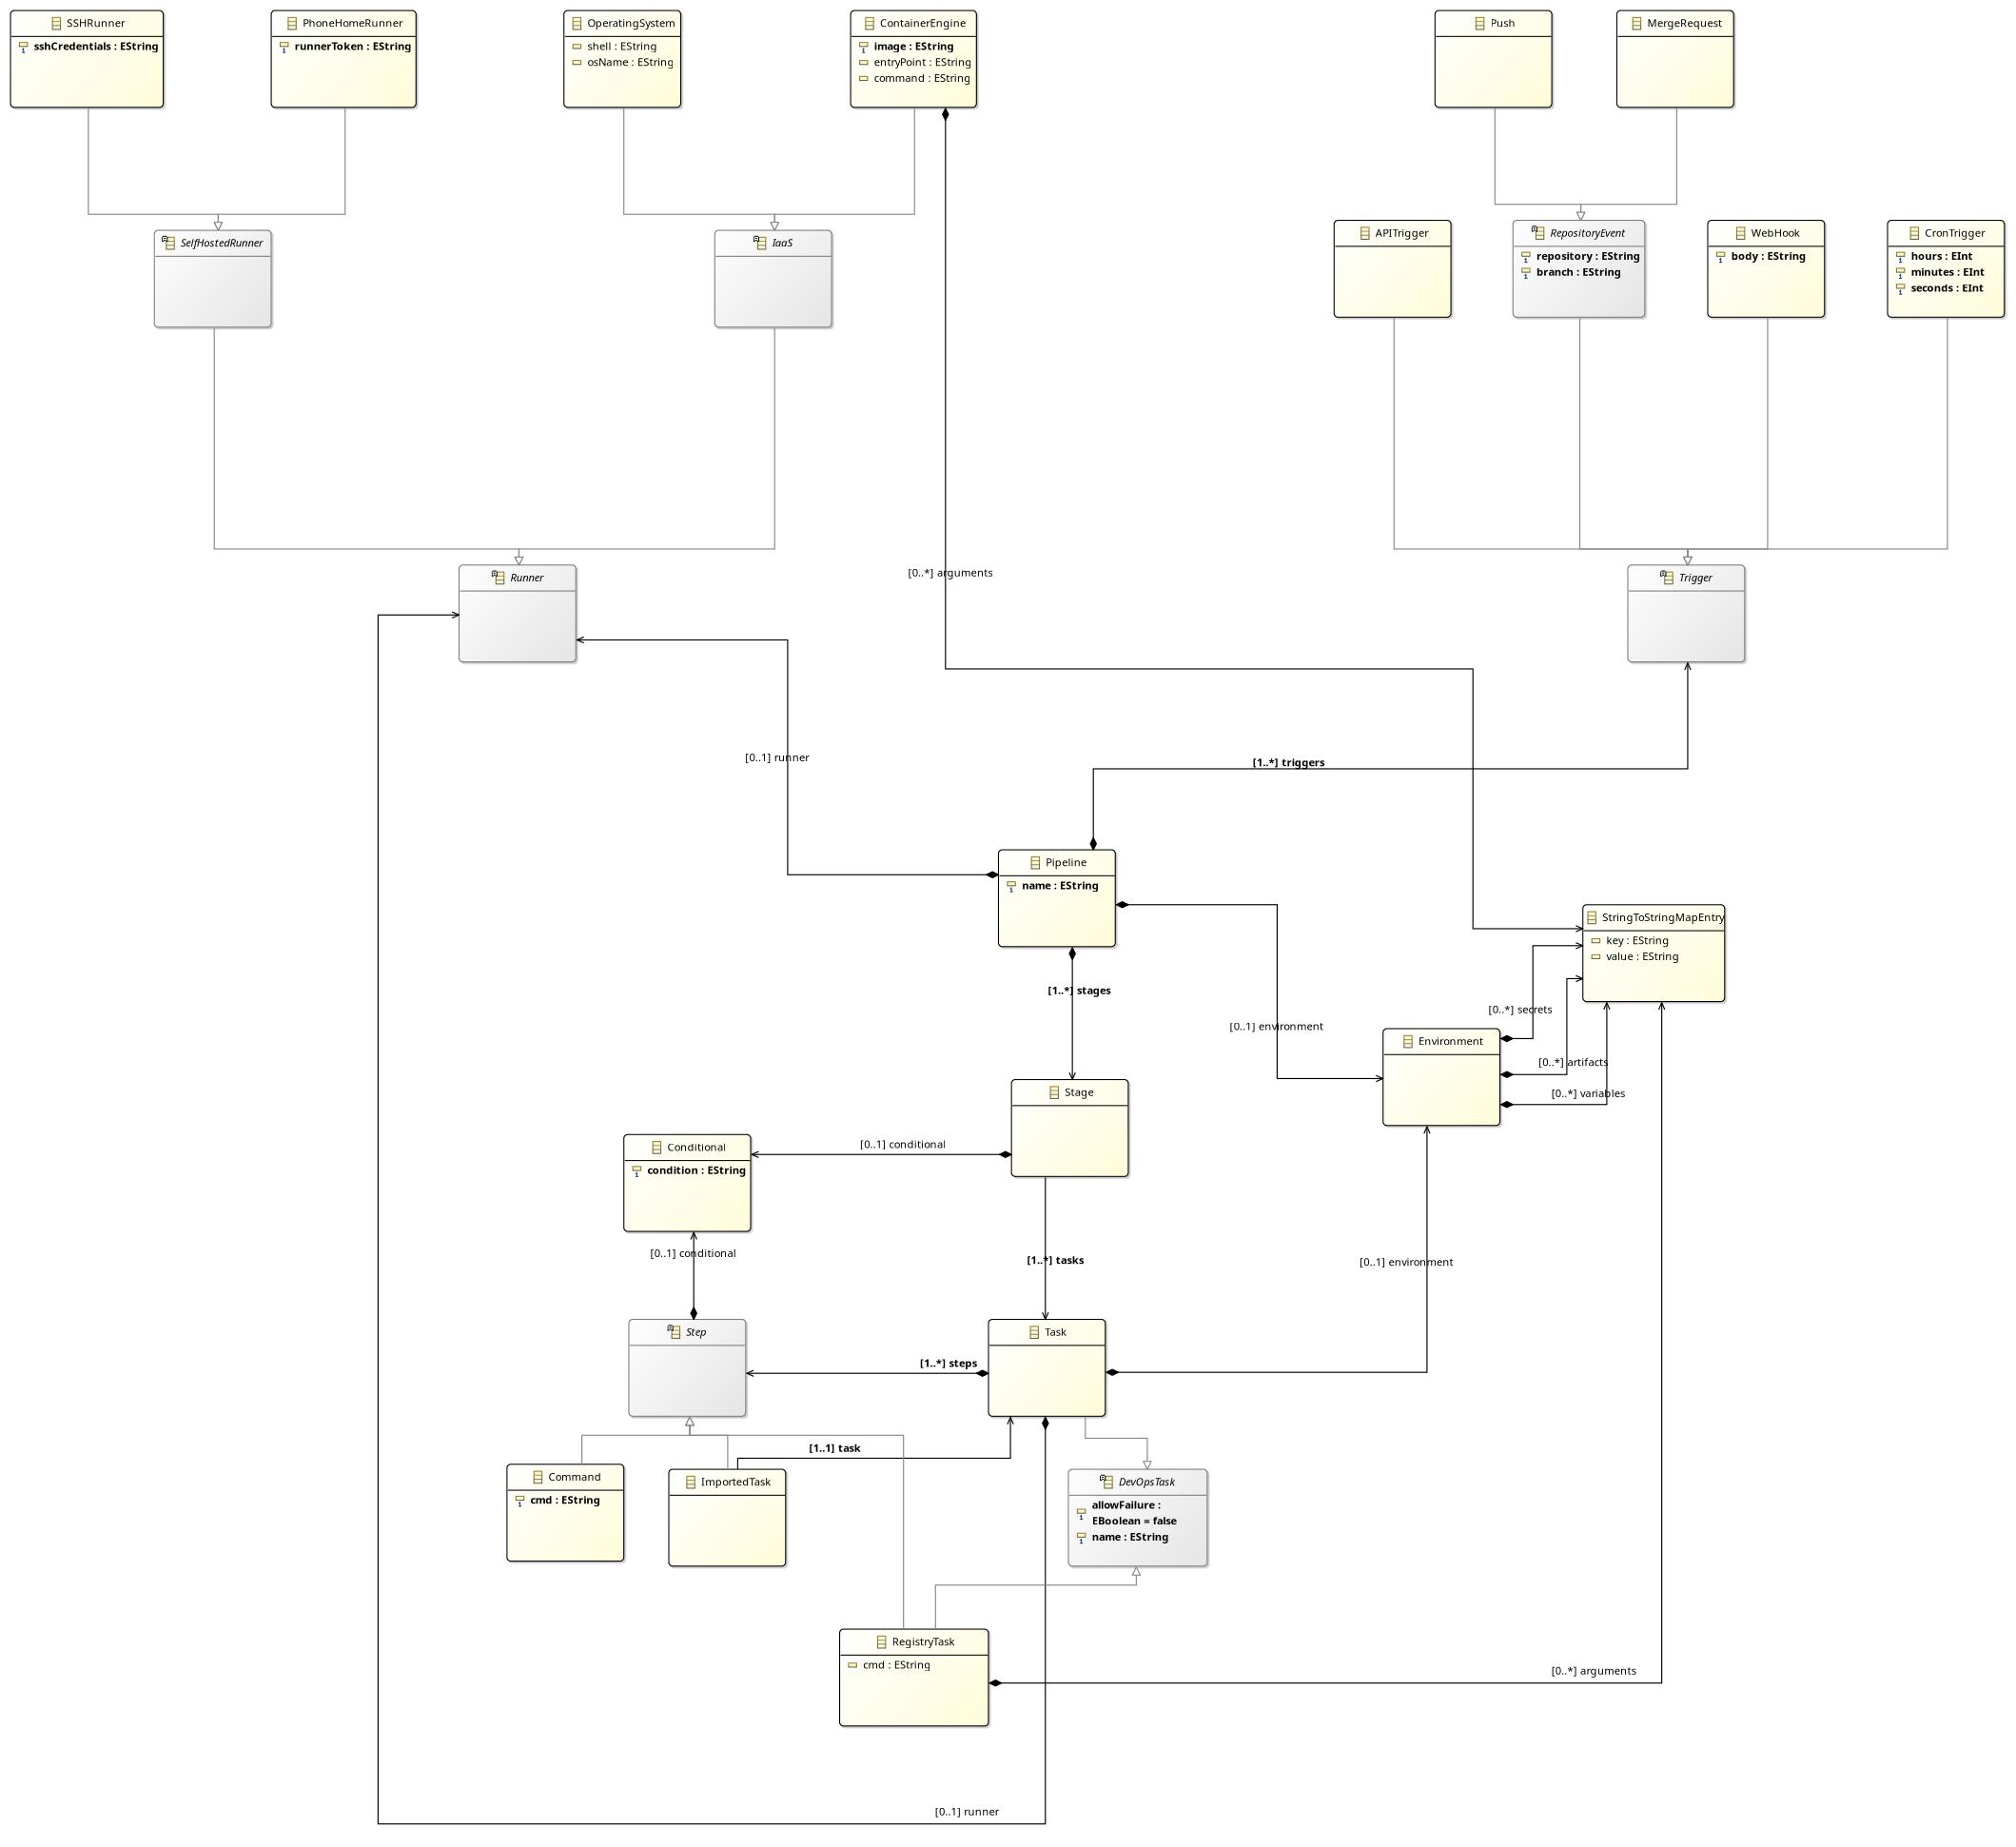 SSHRunner
sshCredentials : EString
PhoneHomeRunner
runnerToken : EString
OperatingSystem
shell : EString
osName : EString
ContainerEngine
image : EString
entryPoint : EString
command : EString
Push
MergeRequest
SelfHostedRunner
IaaS
APITrigger
RepositoryEvent
repository : EString
branch : EString
WebHook
body : EString
CronTrigger
hours : EInt
minutes : EInt
seconds : EInt
[0..*] arguments
Runner
Trigger
[0..1] runner
[1..*] triggers
Pipeline
name : EString
StringToStringMapEntry
key : EString
value : EString
[1..*] stages
[0..1] environment
[0..*] secrets
Environment
[0..*] artifacts
[0..*] variables
Stage
Conditional
condition : EString
[0..1] conditional
[0..1] conditional
[1..*] tasks
[0..1] environment
Step
Task
[1..*] steps
[1..1] task
Command
cmd : EString
ImportedTask
DevOpsTask
allowFailure :
EBoolean = false
name : EString
RegistryTask
cmd : EString
[0..*] arguments
[0..1] runner